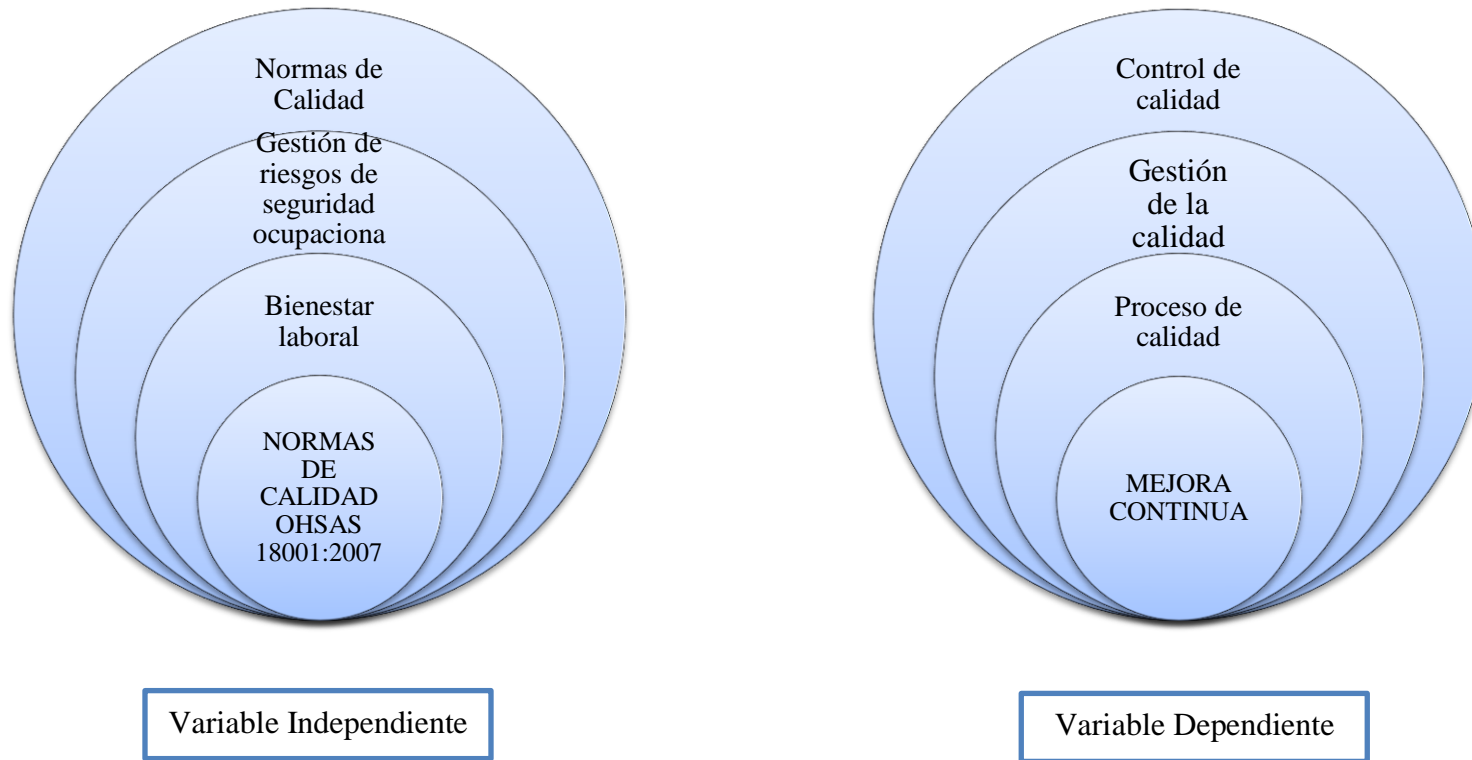 Normas de
Calidad
Gestión de
riesgos de
seguridad
ocupaciona
Bienestar
laboral
NORMAS
DE
CALIDAD
OHSAS
18001:2007
Variable Independiente
Control de
calidad
Gestión
de la
calidad
Proceso de
calidad
MEJORA
CONTINUA
Variable Dependiente